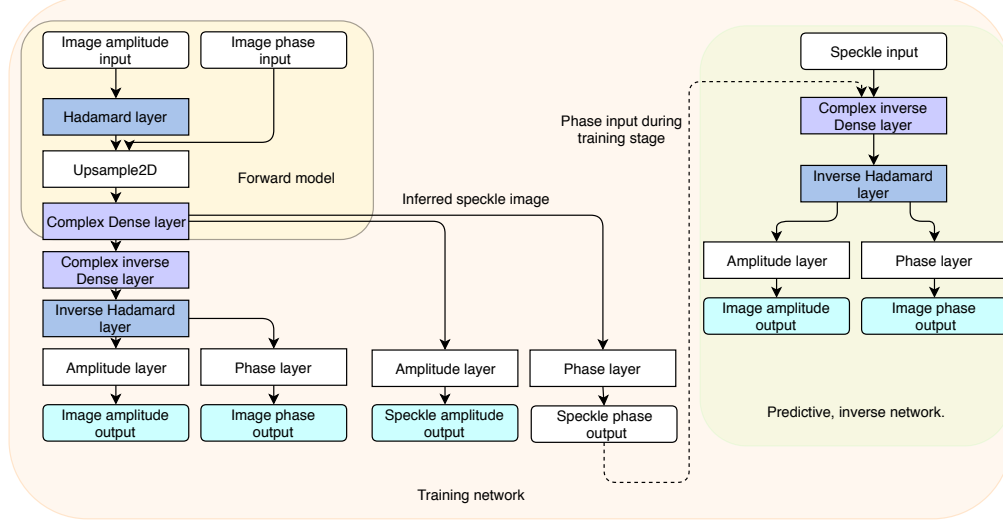 Image amplitude
input
Image phase
input
Hadamard layer
Upsample2D
Forward model
Complex Dense layer
Inferred speckle image
Complex inverse
Dense layer
Inverse Hadamard
layer
Amplitude layer
Phase layer
Amplitude layer
Phase layer
Image amplitude
output
Image phase
output
Speckle amplitude
output
Speckle phase
output
Training network
Phase input during
training stage
Speckle input
Complex inverse
Dense layer
Inverse Hadamard
layer
Amplitude layer
Phase layer
Image amplitude
output
Image phase
output
Predictive, inverse network.